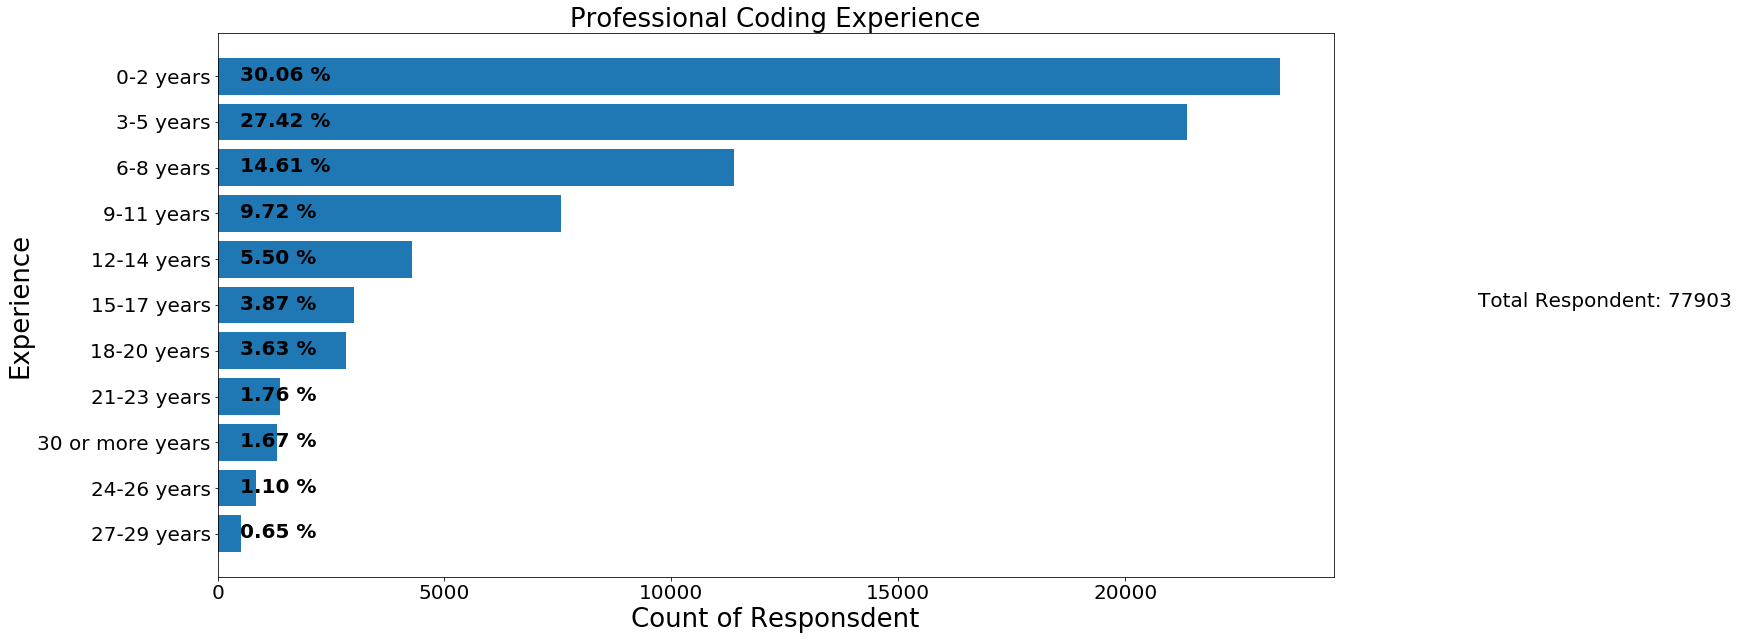 Professional Coding Experience
0-2 years 30.06 %
3-5 years 27.42 %
6-8 years 14.61 %
9-11 years 9.72 %
12-14 years 5.50 %
15-17 years 3.87 %
Total Respondent: 77903
18-20 years 3.63 %
21-23 years 1.76 %
30 or more years 1.67 %
24-26 years 1.10 %
27-29 years 0.65 %
Experience
0 5000 10000 15000 20000
Count of Responsdent